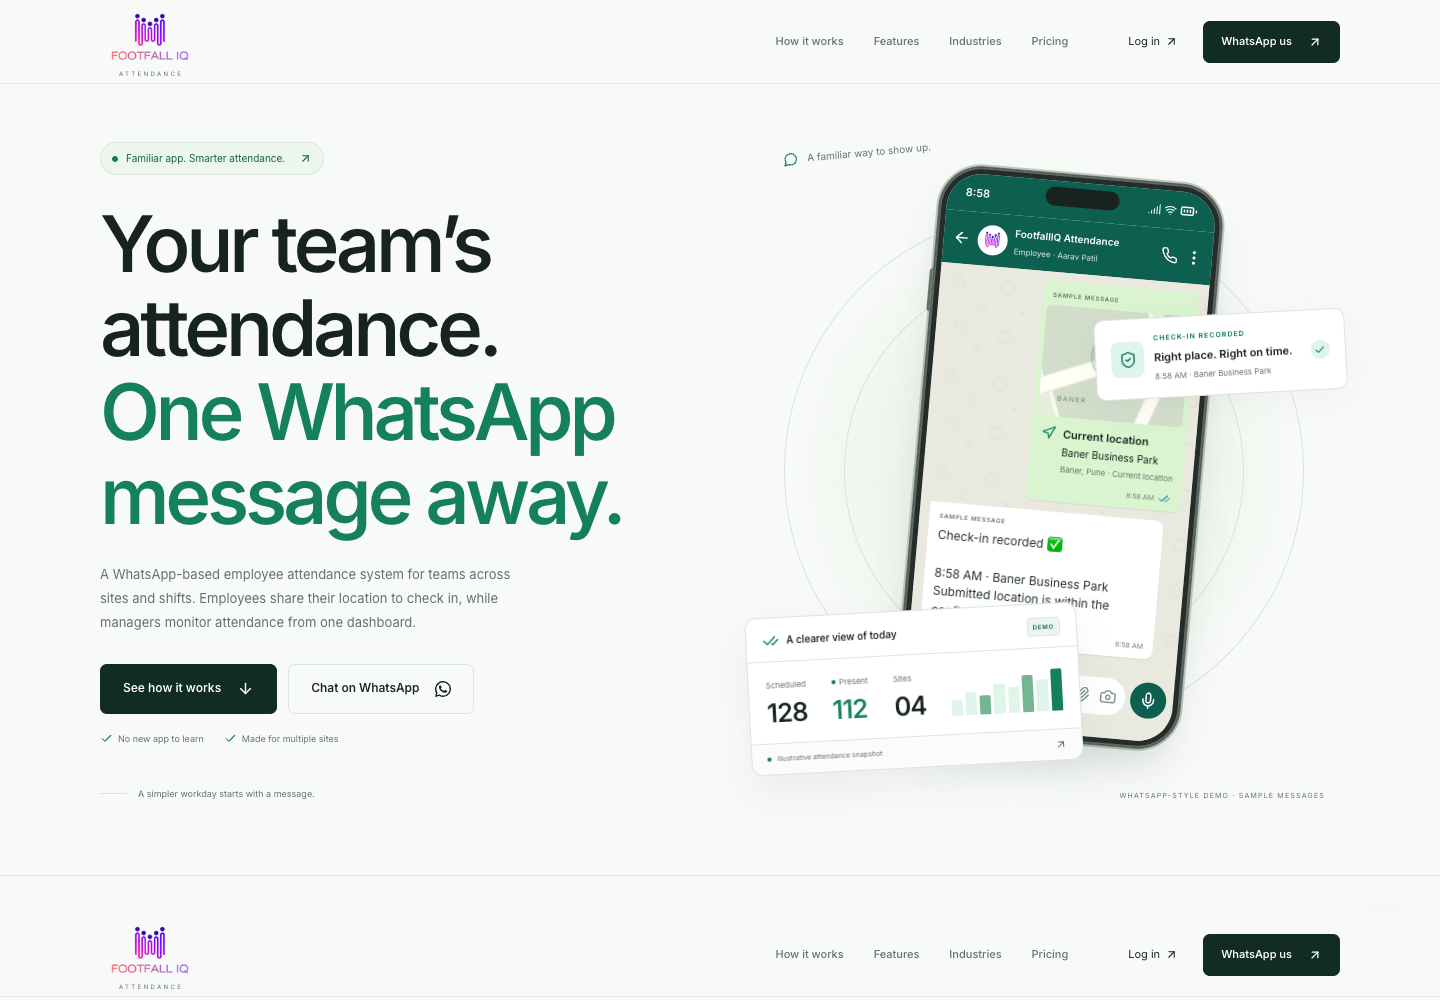 FOOTFALL IQ
ATTENDANCE
How it works
Features
Industries
Pricing
Log in
WhatsApp us
Familiar app. Smarter attendance.
Your team’s
attendance.
One WhatsApp
message away.
A WhatsApp-based employee attendance system for teams across
sites and shifts. Employees share their location to check in, while
managers monitor attendance from one dashboard.
See how it works
Chat on WhatsApp
No new app to learn
Made for multiple sites
A simpler workday starts with a message.
A familiar way to show up.
8:58
FootfallIQ Attendance
Employee · Aarav Patil
SAMPLE MESSAGE
BANER
CHECK-IN RECORDED
Right place. Right on time.
8:58 AM · Baner Business Park
Current location
Baner Business Park
Baner, Pune · Current location
8:58 AM
SAMPLE MESSAGE
Check-in recorded ✅
8:58 AM · Baner Business Park
Submitted location is within the
8:58 AM
A clearer view of today
DEMO
Scheduled
Present
Sites
128
112
04
Illustrative attendance snapshot
WHATSAPP-STYLE DEMO · SAMPLE MESSAGES
FOOTFALL IQ
ATTENDANCE
How it works
Features
Industries
Pricing
Log in
WhatsApp us